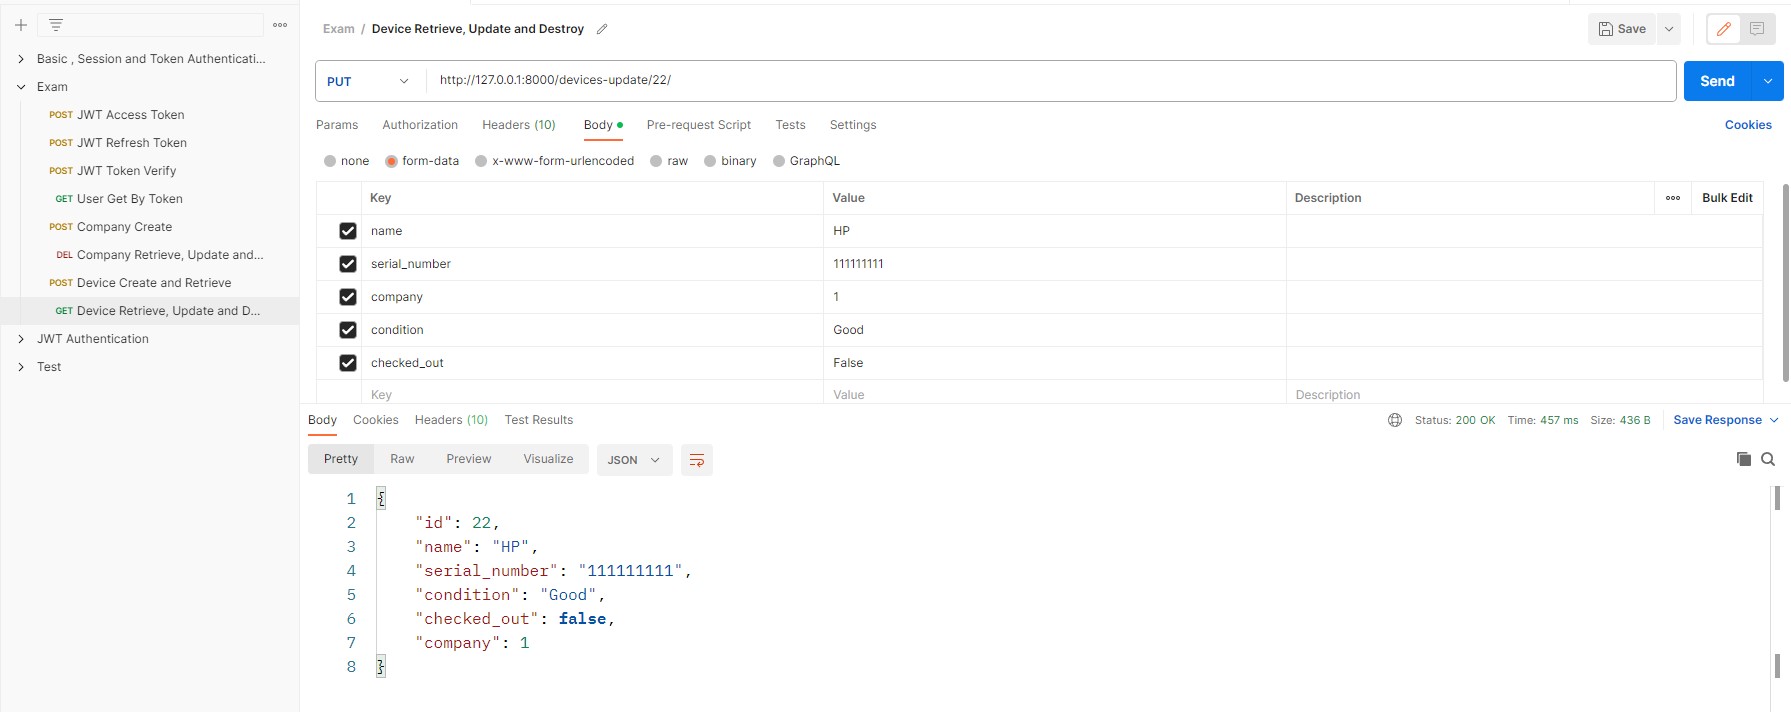 Basic , Session and Token Authenticati...
Exam
POST JWT Access Token
POST JWT Refresh Token
POST JWT Token Verify
GET User Get By Token
POST Company Create
DEL Company Retrieve, Update and...
POST Device Create and Retrieve
GET Device Retrieve, Update and D...
JWT Authentication
Test
Exam / Device Retrieve, Update and Destroy
Save
PUT http://127.0.0.1:8000/devices-update/22/
Send
Params Authorization Headers (10) Body Pre-request Script Tests Settings Cookies
none form-data x-www-form-urlencoded raw binary GraphQL
Key Value Description Bulk Edit
name HP
serial_number 111111111
company 1
condition Good
checked_out False
Key Value Description
Body Cookies Headers (10) Test Results Status: 200 OK Time: 457 ms Size: 436 B Save Response
Pretty Raw Preview Visualize JSON
1 {
2 "id": 22,
3 "name": "HP",
4 "serial_number": "111111111",
5 "condition": "Good",
6 "checked_out": false,
7 "company": 1
8 }